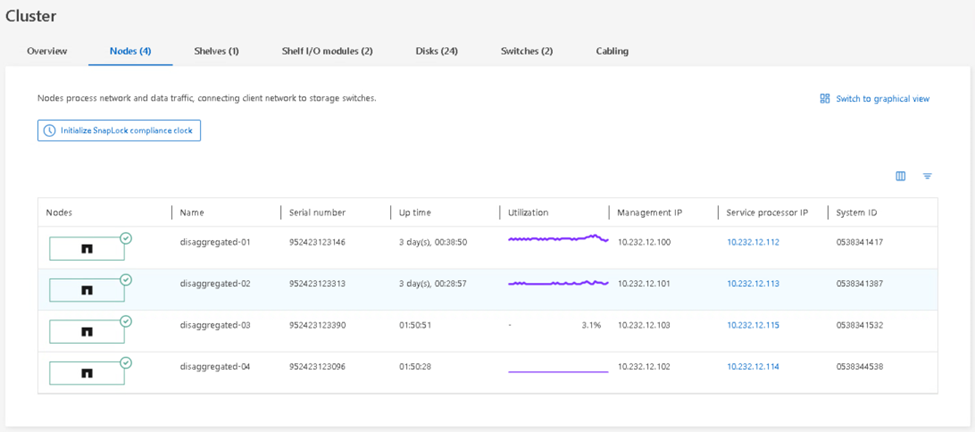 Cluster
Overview Nodes (4) Shelves (1) Shelf I/O modules (2) Disks (24) Switches (2) Cabling
Nodes process network and data traffic, connecting client network to storage switches.
Switch to graphical view
Initialize SnapLock compliance clock
Nodes Name Serial number Up time Utilization Management IP Service processor IP System ID
disaggregated-01 952423123146 3 day(s), 00:38:50 10.232.12.100 10.232.12.112 0538341417
disaggregated-02 952423123313 3 day(s), 00:28:57 10.232.12.101 10.232.12.113 0538341387
disaggregated-03 952423123390 01:50:51 - 3.1% 10.232.12.103 10.232.12.115 0538341532
disaggregated-04 952423123096 01:50:28 10.232.12.102 10.232.12.114 0538344538